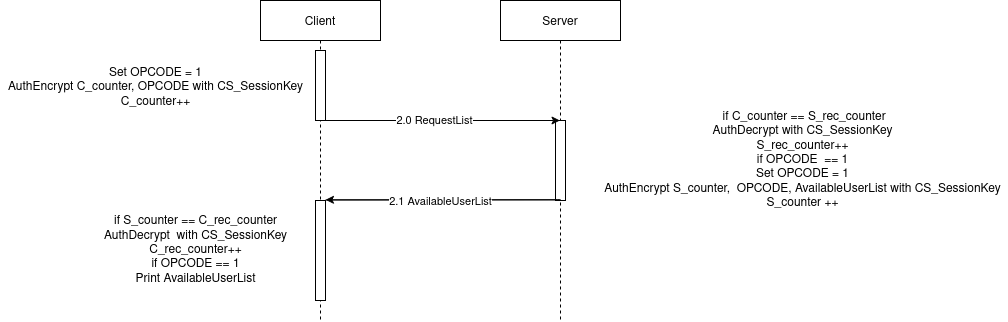 Client
Server
Set OPCODE = 1
AuthEncrypt C_counter, OPCODE with CS_SessionKey
C_counter++
2.0 RequestList
if C_counter == S_rec_counter
AuthDecrypt with CS_SessionKey
S_rec_counter++
if OPCODE == 1
Set OPCODE = 1
AuthEncrypt S_counter, OPCODE, AvailableUserList with CS_SessionKey
S_counter ++
2.1 AvailableUserList
if S_counter == C_rec_counter
AuthDecrypt with CS_SessionKey
C_rec_counter++
if OPCODE == 1
Print AvailableUserList